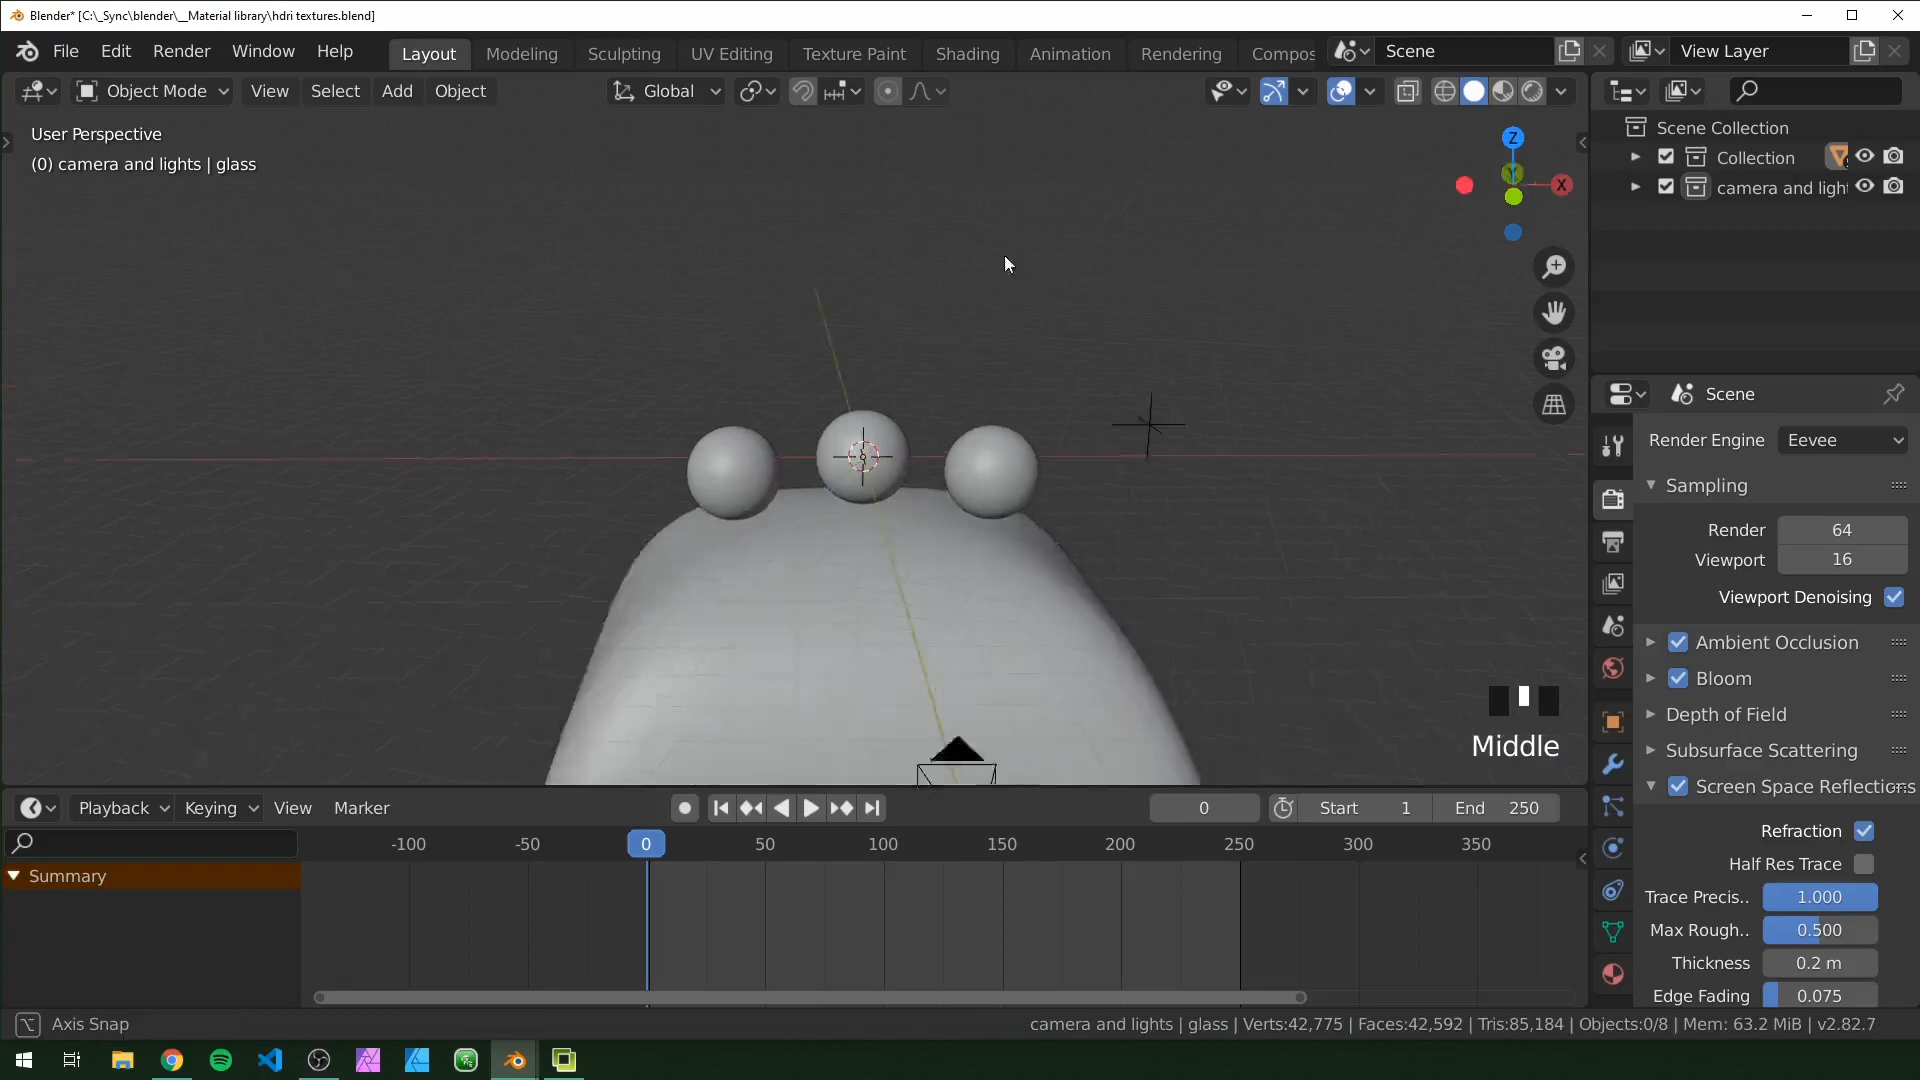 Blender* [C:\_Sync\blender\__Material library\hdri textures.blend]
File Edit Render Window Help
Layout Modeling Sculpting UV Editing Texture Paint Shading Animation Rendering Compos
Scene
View Layer
Object Mode View Select Add Object
Global
User Perspective
(0) camera and lights | glass
Z
Y
X
Scene Collection
Collection
camera and light
Scene
Render Engine Eevee
Sampling
Render 64
Viewport 16
Viewport Denoising
Ambient Occlusion
Bloom
Depth of Field
Subsurface Scattering
Screen Space Reflections
Refraction
Half Res Trace
Trace Precis.. 1.000
Max Rough.. 0.500
Thickness 0.2 m
Edge Fading 0.075
Middle
Playback Keying View Marker
0 Start 1 End 250
-100 -50 0 50 100 150 200 250 300 350
Summary
Axis Snap
camera and lights | glass | Verts:42,775 | Faces:42,592 | Tris:85,184 | Objects:0/8 | Mem: 63.2 MiB | v2.82.7